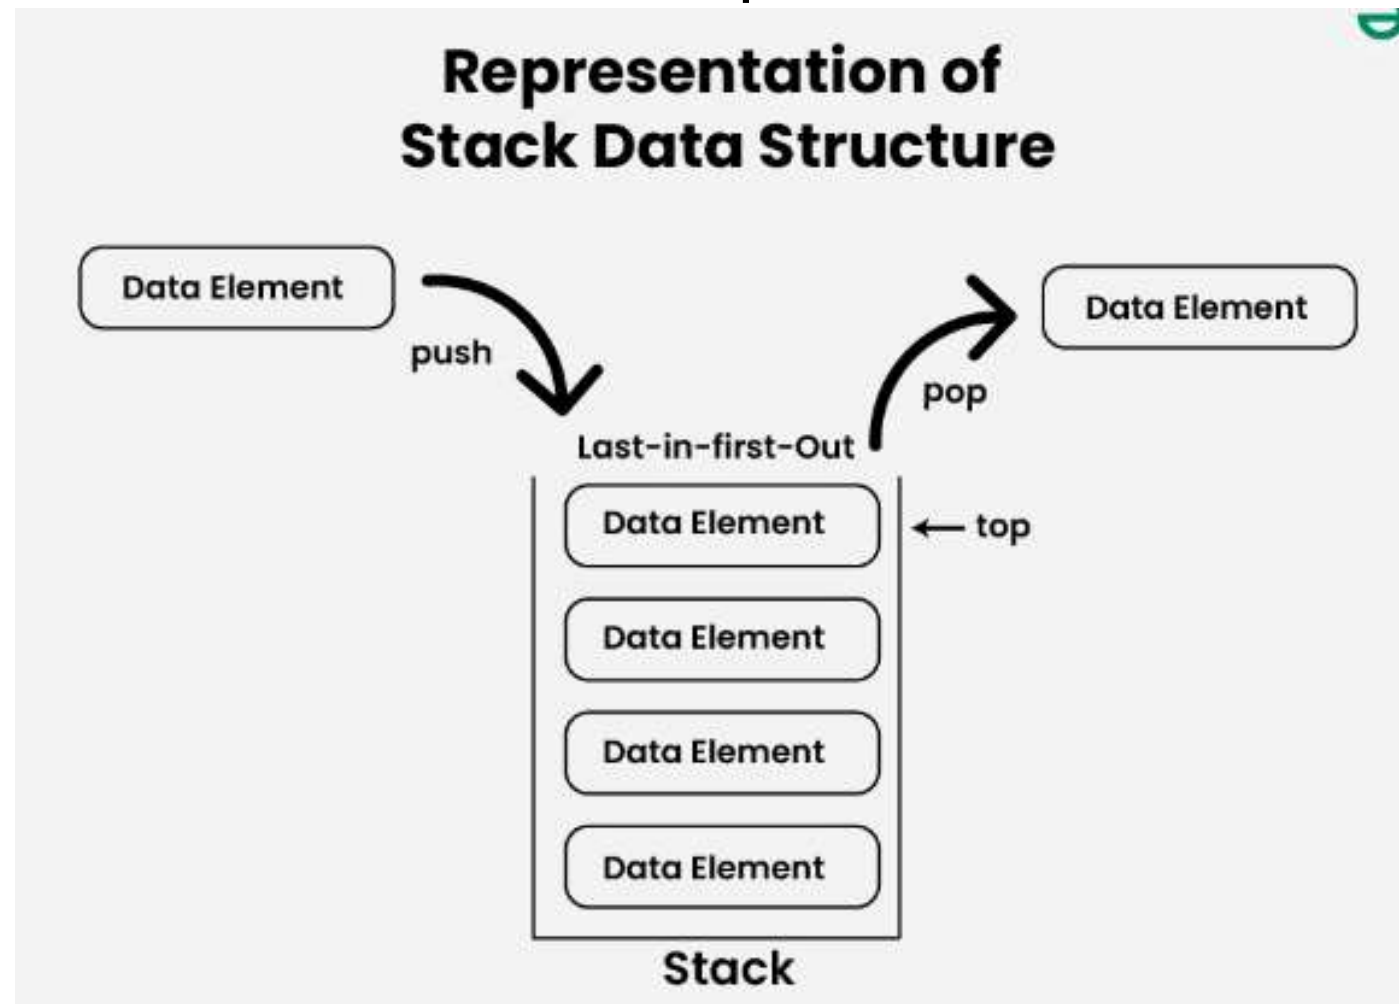 Representation of
Stack Data Structure
Data Element
Data Element
push
pop
Last-in-first-Out
Data Element
top
Data Element
Data Element
Data Element
Stack